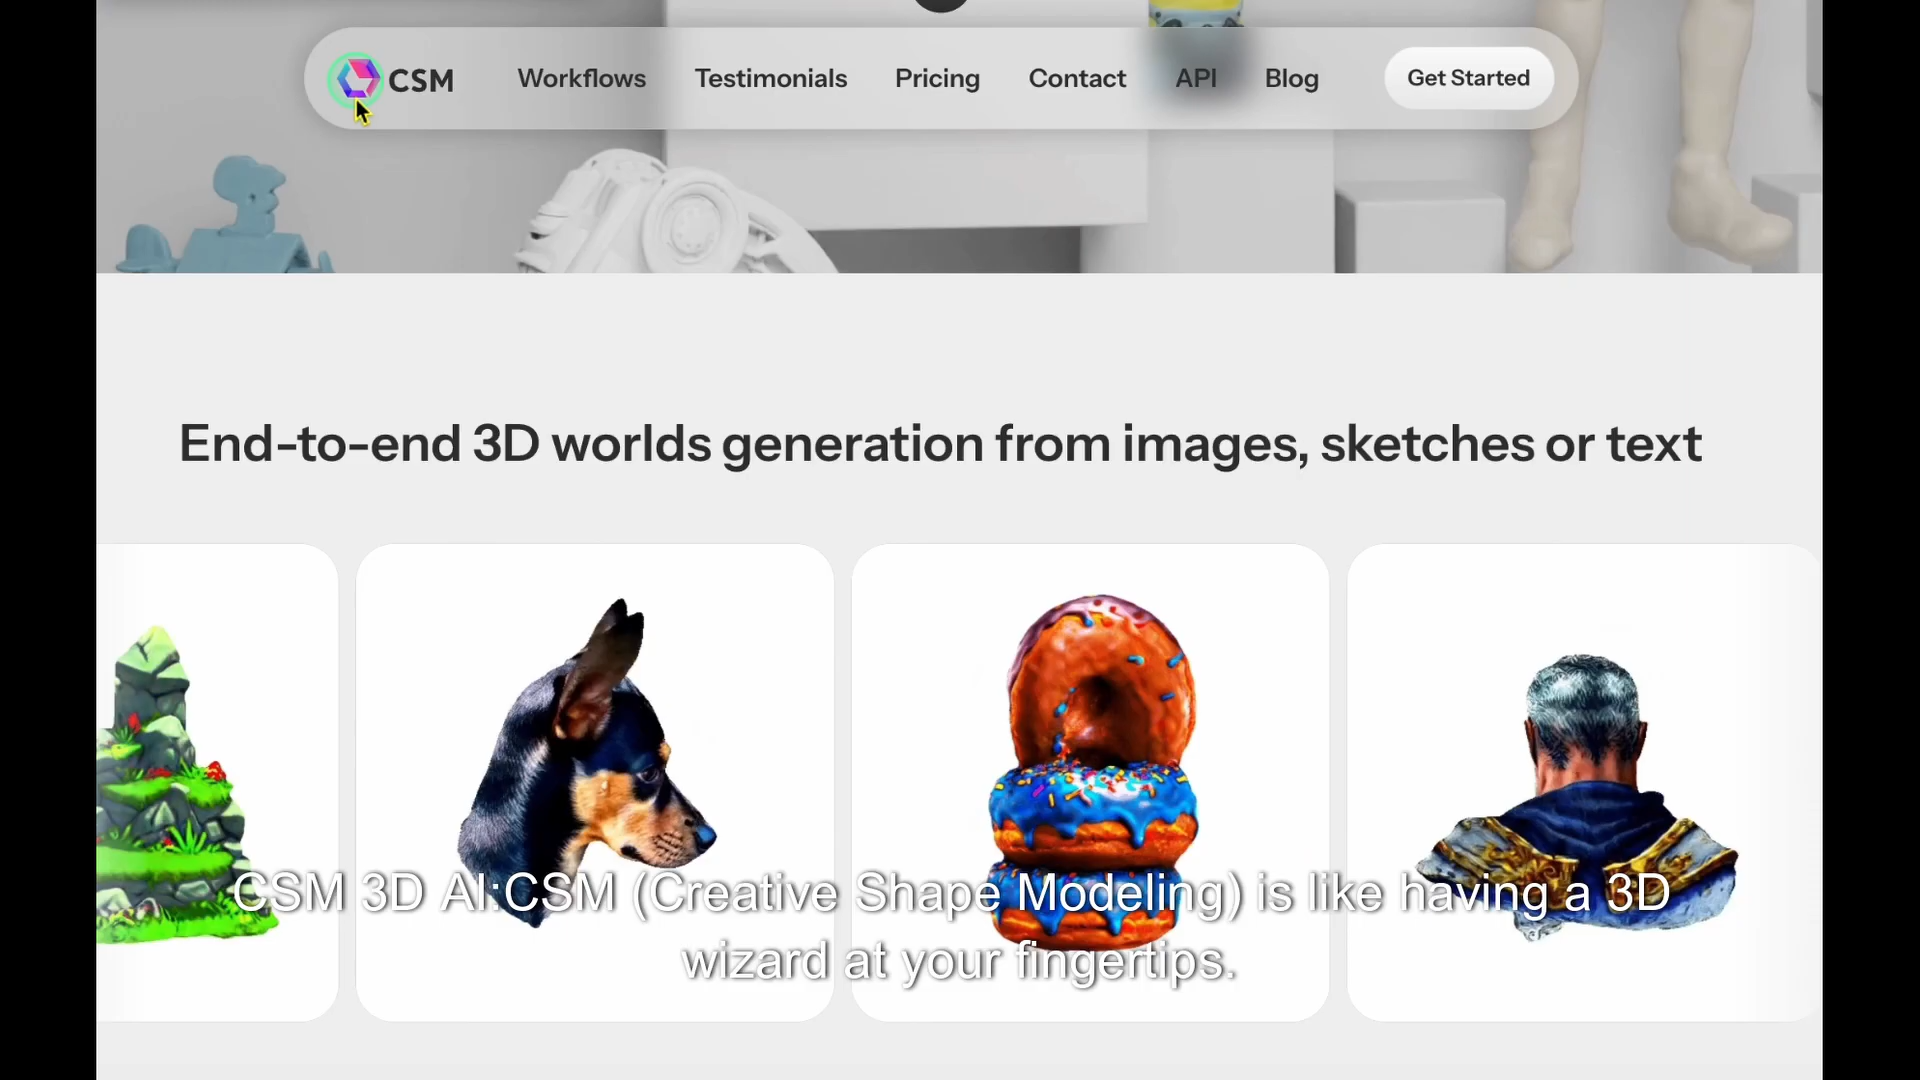 CSM Workflows Testimonials Pricing Contact API Blog Get Started
End-to-end 3D worlds generation from images, sketches or text
CSM 3D AI:CSM (Creative Shape Modeling) is like having a 3D
wizard at your fingertips.